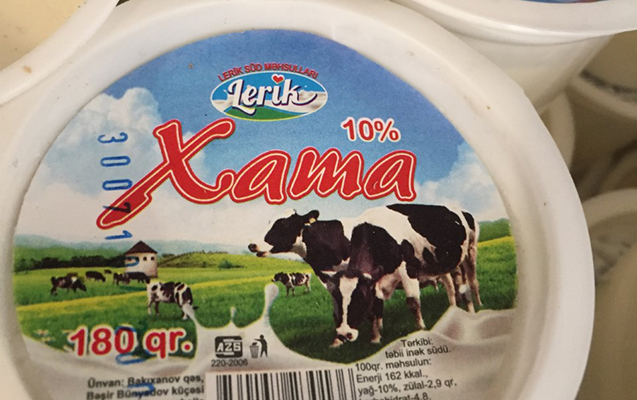 LERİK SÜD MƏHSULLARI
Lerik
10%
Xama
180 qr.
AZS
220-2006
Ünvan: Bakıxanov qəs,
Bəşir Bünyadov küçəsi
Tərkibi:
təbii inək südü.
100qr. məhsulun:
Enerji 162 kkal.,
yağ-10%, zülal-2,9 qr,